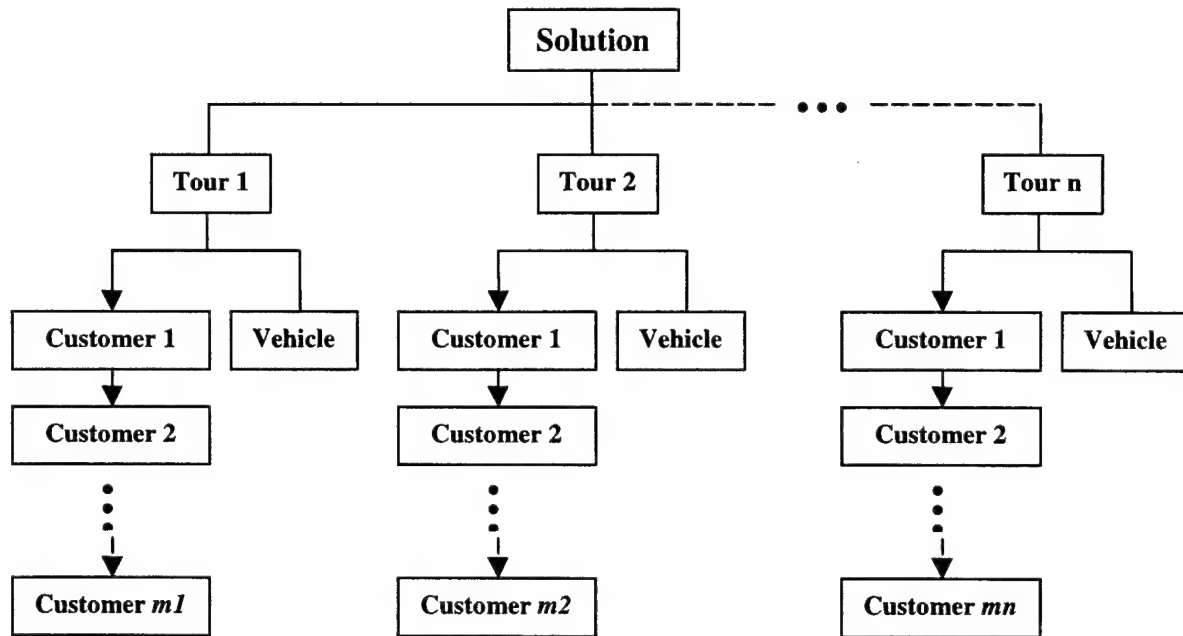 Solution
Tour 1
Tour 2
Tour n
Customer 1
Vehicle
Customer 1
Vehicle
Customer 1
Vehicle
Customer 2
Customer 2
Customer 2
Customer m1
Customer m2
Customer mn